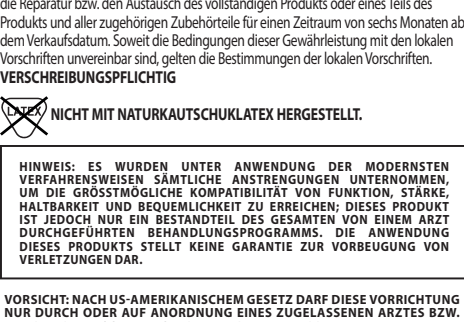 die Reparatur bzw. den Austausch des vollständigen Produkts oder eines Teils des
Produkts und aller zugehörigen Zubehörteile für einen Zeitraum von sechs Monaten ab
dem Verkaufsdatum. Soweit die Bedingungen dieser Gewährleistung mit den lokalen
Vorschriften unvereinbar sind, gelten die Bestimmungen der lokalen Vorschriften.
VERSCHREIBUNGSPFLICHTIG
LATEX NICHT MIT NATURKAUTSCHUKLATEX HERGESTELLT.
HINWEIS: ES WURDEN UNTER ANWENDUNG DER MODERNSTEN
VERFAHRENSWEISEN SÄMTLICHE ANSTRENGUNGEN UNTERNOMMEN,
UM DIE GRÖSSTMÖGLICHE KOMPATIBILITÄT VON FUNKTION, STÄRKE,
HALTBARKEIT UND BEQUEMLICHKEIT ZU ERREICHEN; DIESES PRODUKT
IST JEDOCH NUR EIN BESTANDTEIL DES GESAMTEN VON EINEM ARZT
DURCHGEFÜHRTEN BEHANDLUNGSPROGRAMMS. DIE ANWENDUNG
DIESES PRODUKTS STELLT KEINE GARANTIE ZUR VORBEUGUNG VON
VERLETZUNGEN DAR.
VORSICHT: NACH US-AMERIKANISCHEM GESETZ DARF DIESE VORRICHTUNG
NUR DURCH ODER AUF ANORDNUNG EINES ZUGELASSENEN ARZTES BZW.